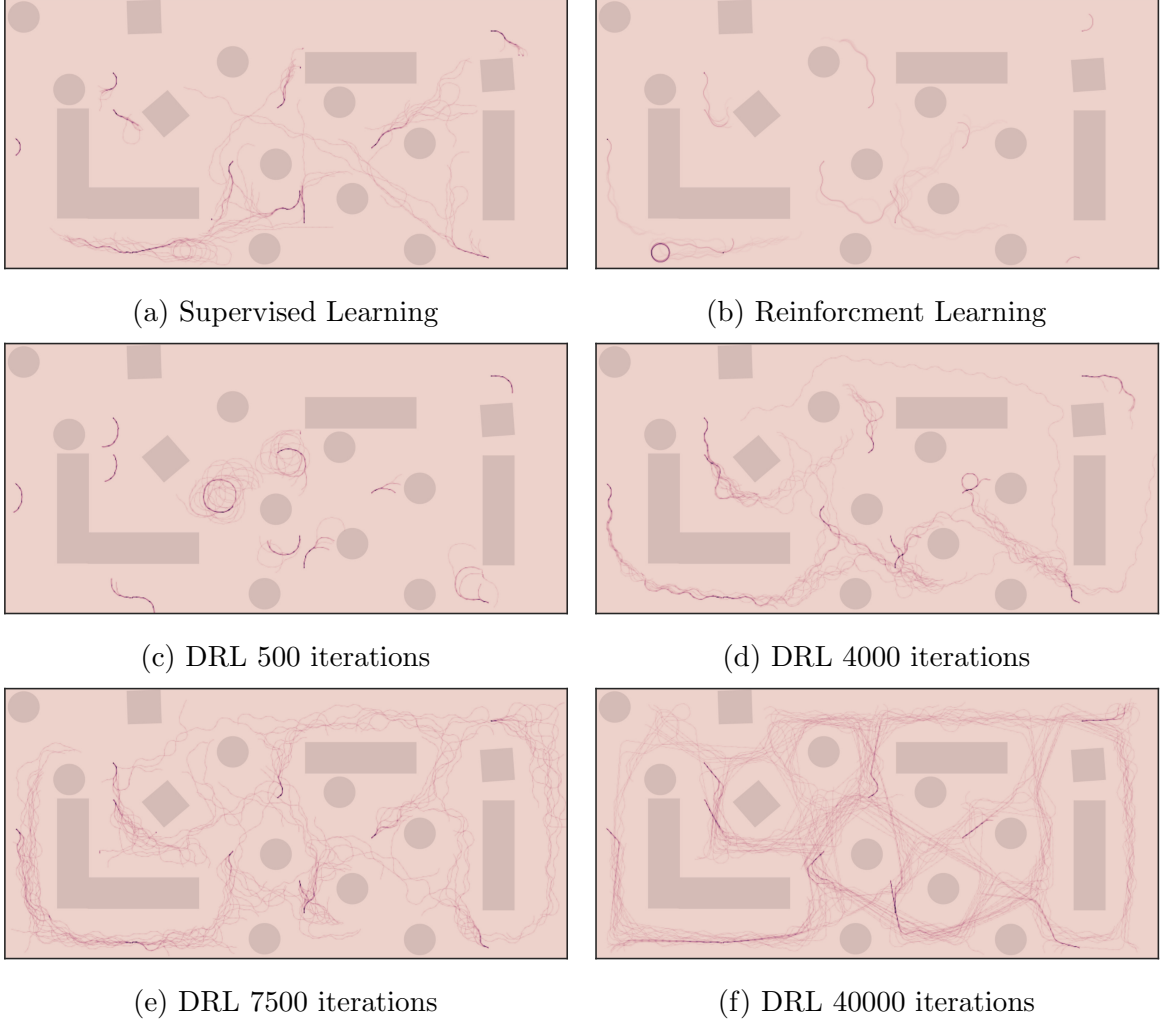 (a) Supervised Learning
(b) Reinforcment Learning
(c) DRL 500 iterations
(d) DRL 4000 iterations
(e) DRL 7500 iterations
(f) DRL 40000 iterations